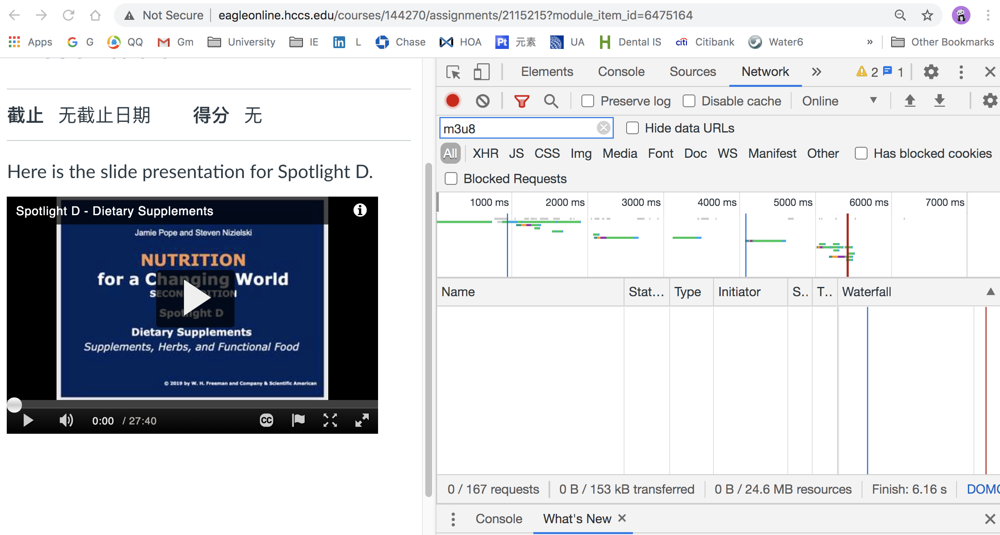 Not Secure eagleonline.hccs.edu/courses/144270/assignments/2115215?module_item_id=6475164
Apps G QQ Gm University IE L Chase HOA 元素 UA Dental IS Citibank Water6 » Other Bookmarks
截止 无截止日期 得分 无
Here is the slide presentation for Spotlight D.
Spotlight D - Dietary Supplements
Jamie Pope and Steven Nizielski
NUTRITION
for a Changing World
SECOND EDITION
Spotlight D
Dietary Supplements
Supplements, Herbs, and Functional Food
© 2019 by W. H. Freeman and Company & Scientific American
0:00 / 27:40
CC
Elements Console Sources Network » 2 1
Preserve log Disable cache Online
m3u8 Hide data URLs
All XHR JS CSS Img Media Font Doc WS Manifest Other Has blocked cookies
Blocked Requests
1000 ms 2000 ms 3000 ms 4000 ms 5000 ms 6000 ms 7000 ms
Name Stat... Type Initiator S.. T.. Waterfall
0 / 167 requests 0 B / 153 kB transferred 0 B / 24.6 MB resources Finish: 6.16 s DOMC
Console What's New